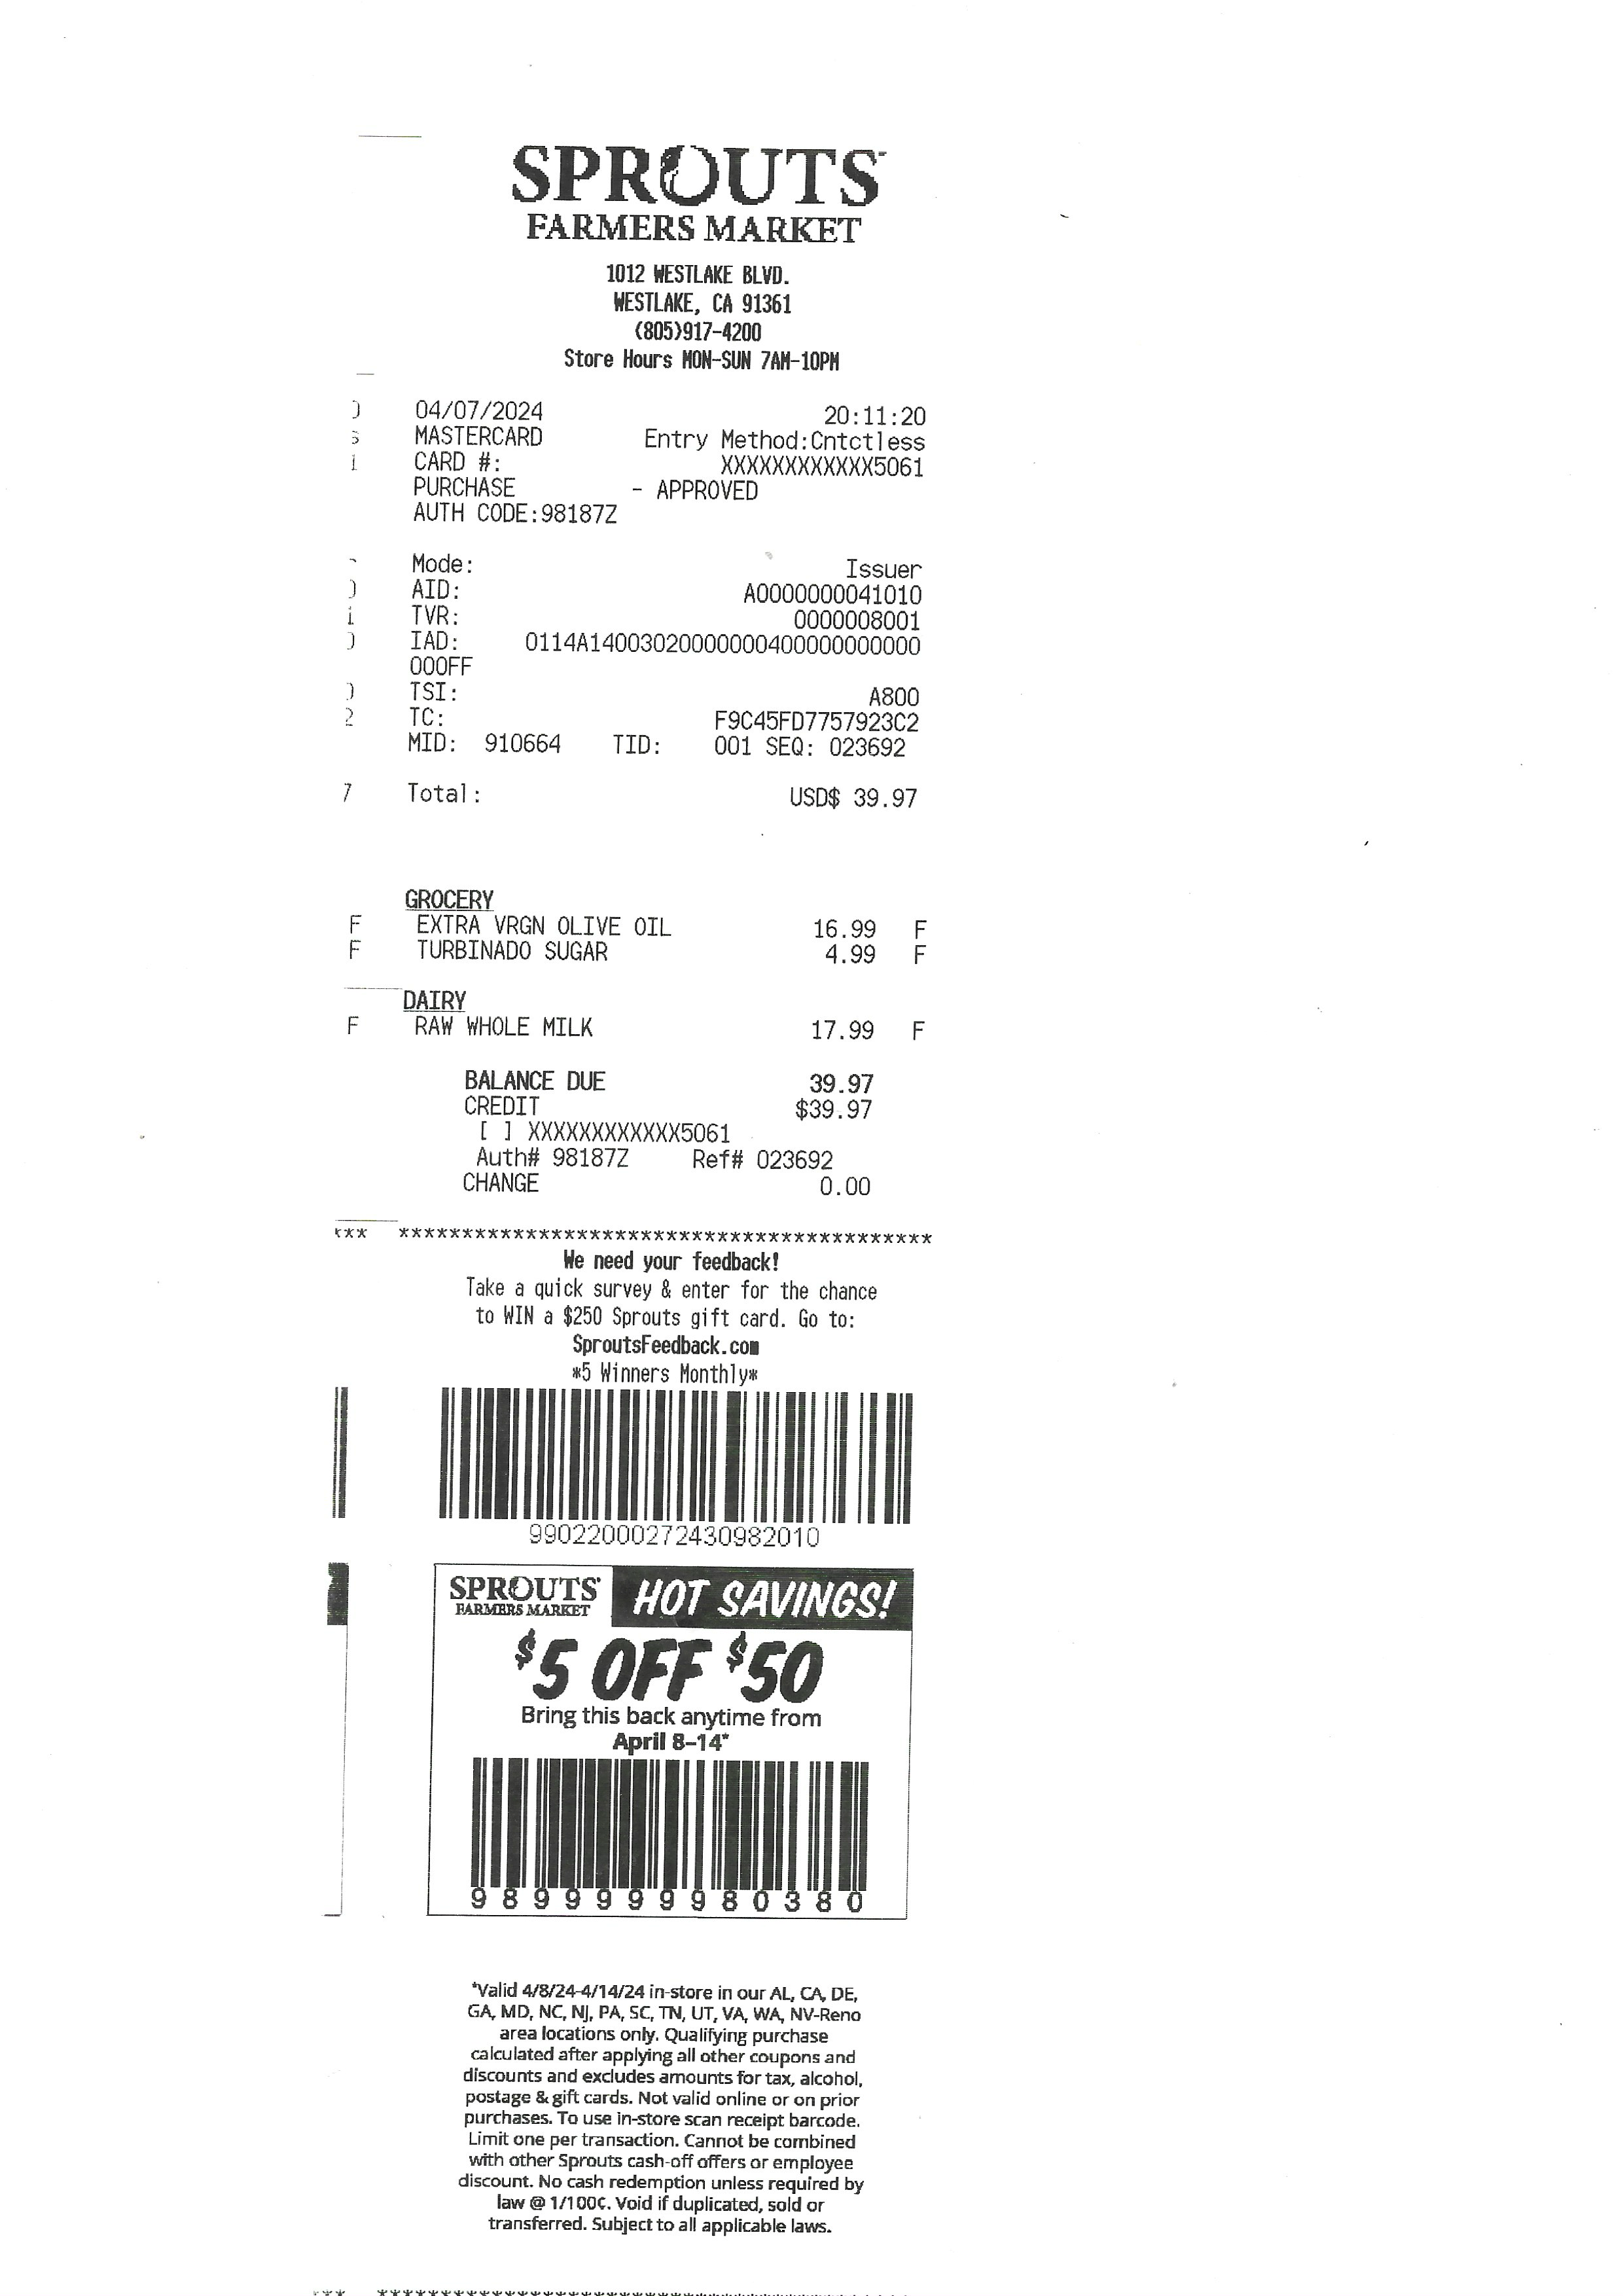 SPROUTS
FARMERS MARKET
1012 WESTLAKE BLVD.
WESTLAKE, CA 91361
(805)917-4200
Store Hours MON-SUN 7AM-10PM
04/07/2024 20:11:20
MASTERCARD Entry Method:Cntctless
CARD #: XXXXXXXXXXXX5061
PURCHASE - APPROVED
AUTH CODE:98187Z
Mode: Issuer
AID: A0000000041010
TVR: 0000008001
IAD: 0114A14003020000000400000000000
000FF
TSI: A800
2 TC: F9C45FD7757923C2
MID: 910664 TID: 001 SEQ: 023692
7 Total: USD$ 39.97
GROCERY
F EXTRA VRGN OLIVE OIL 16.99 F
F TURBINADO SUGAR 4.99 F
DAIRY
F RAW WHOLE MILK 17.99 F
BALANCE DUE 39.97
CREDIT $39.97
[ ] XXXXXXXXXXXX5061
Auth# 98187Z Ref# 023692
CHANGE 0.00
*** ******************************************
We need your feedback!
Take a quick survey & enter for the chance
to WIN a $250 Sprouts gift card. Go to:
SproutsFeedback.com
*5 Winners Monthly*
99022000272430982010
SPROUTS
FARMERS MARKET
HOT SAVINGS!
$5 OFF $50
Bring this back anytime from
April 8-14*
9899999980380
*Valid 4/8/24-4/14/24 in-store in our AL, CA, DE,
GA, MD, NC, NJ, PA, SC, TN, UT, VA, WA, NV-Reno
area locations only. Qualifying purchase
calculated after applying all other coupons and
discounts and excludes amounts for tax, alcohol,
postage & gift cards. Not valid online or on prior
purchases. To use in-store scan receipt barcode.
Limit one per transaction. Cannot be combined
with other Sprouts cash-off offers or employee
discount. No cash redemption unless required by
law @ 1/100¢. Void if duplicated, sold or
transferred. Subject to all applicable laws.